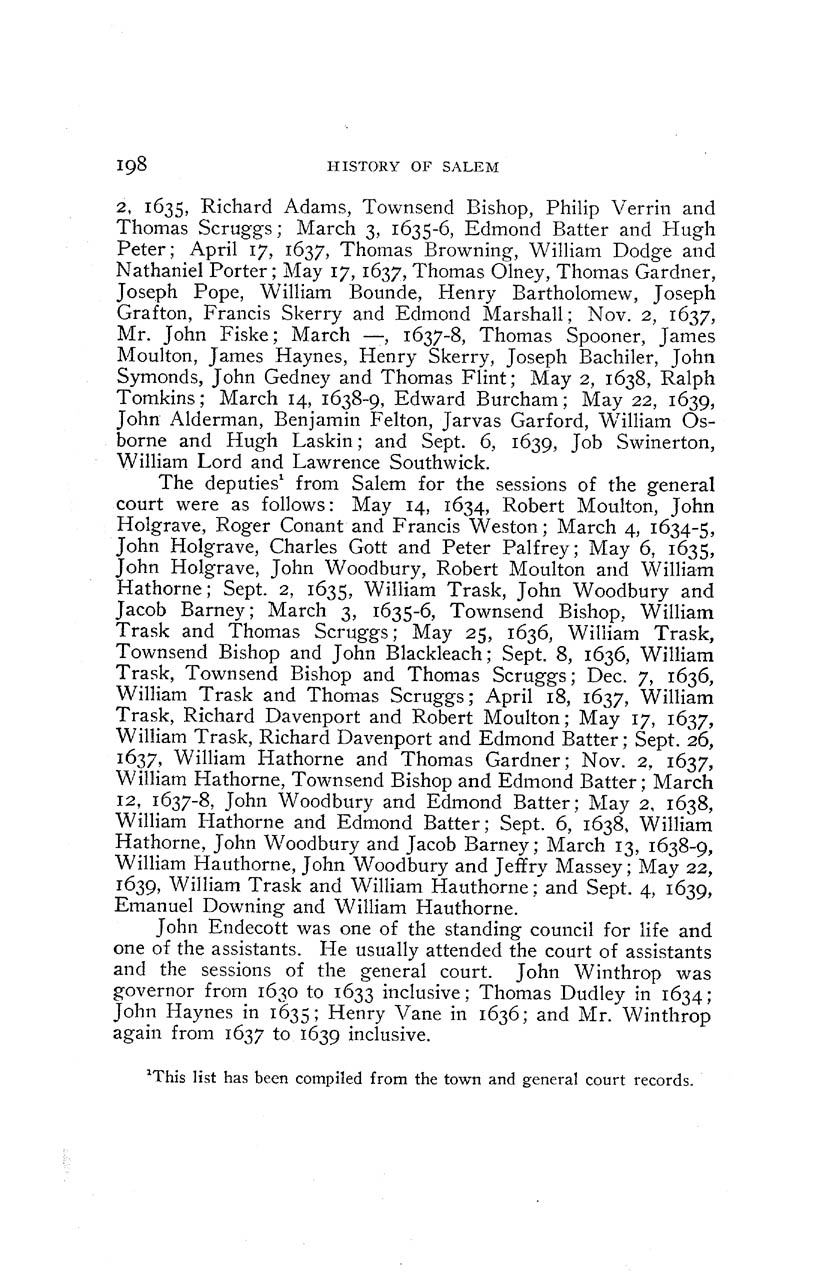 198 HISTORY OF SALEM
2, 1635, Richard Adams, Townsend Bishop, Philip Verrin and
Thomas Scruggs; March 3, 1635-6, Edmond Batter and Hugh
Peter; April 17, 1637, Thomas Browning, William Dodge and
Nathaniel Porter; May 17, 1637, Thomas Olney, Thomas Gardner,
Joseph Pope, William Bounde, Henry Bartholomew, Joseph
Grafton, Francis Skerry and Edmond Marshall; Nov. 2, 1637,
Mr. John Fiske; March —, 1637-8, Thomas Spooner, James
Moulton, James Haynes, Henry Skerry, Joseph Bachiler, John
Symonds, John Gedney and Thomas Flint; May 2, 1638, Ralph
Tomkins; March 14, 1638-9, Edward Burcham; May 22, 1639,
John Alderman, Benjamin Felton, Jarvas Garford, William Os-
borne and Hugh Laskin; and Sept. 6, 1639, Job Swinerton,
William Lord and Lawrence Southwick.
The deputies¹ from Salem for the sessions of the general
court were as follows: May 14, 1634, Robert Moulton, John
Holgrave, Roger Conant and Francis Weston; March 4, 1634-5,
John Holgrave, Charles Gott and Peter Palfrey; May 6, 1635,
John Holgrave, John Woodbury, Robert Moulton and William
Hathorne; Sept. 2, 1635, William Trask, John Woodbury and
Jacob Barney; March 3, 1635-6, Townsend Bishop, William
Trask and Thomas Scruggs; May 25, 1636, William Trask,
Townsend Bishop and John Blackleach; Sept. 8, 1636, William
Trask, Townsend Bishop and Thomas Scruggs; Dec. 7, 1636,
William Trask and Thomas Scruggs; April 18, 1637, William
Trask, Richard Davenport and Robert Moulton; May 17, 1637,
William Trask, Richard Davenport and Edmond Batter; Sept. 26,
1637, William Hathorne and Thomas Gardner; Nov. 2, 1637,
William Hathorne, Townsend Bishop and Edmond Batter; March
12, 1637-8, John Woodbury and Edmond Batter; May 2, 1638,
William Hathorne and Edmond Batter; Sept. 6, 1638, William
Hathorne, John Woodbury and Jacob Barney; March 13, 1638-9,
William Hauthorne, John Woodbury and Jeffry Massey; May 22,
1639, William Trask and William Hauthorne; and Sept. 4, 1639,
Emanuel Downing and William Hauthorne.
John Endecott was one of the standing council for life and
one of the assistants. He usually attended the court of assistants
and the sessions of the general court. John Winthrop was
governor from 1630 to 1633 inclusive; Thomas Dudley in 1634;
John Haynes in 1635; Henry Vane in 1636; and Mr. Winthrop
again from 1637 to 1639 inclusive.
¹This list has been compiled from the town and general court records.